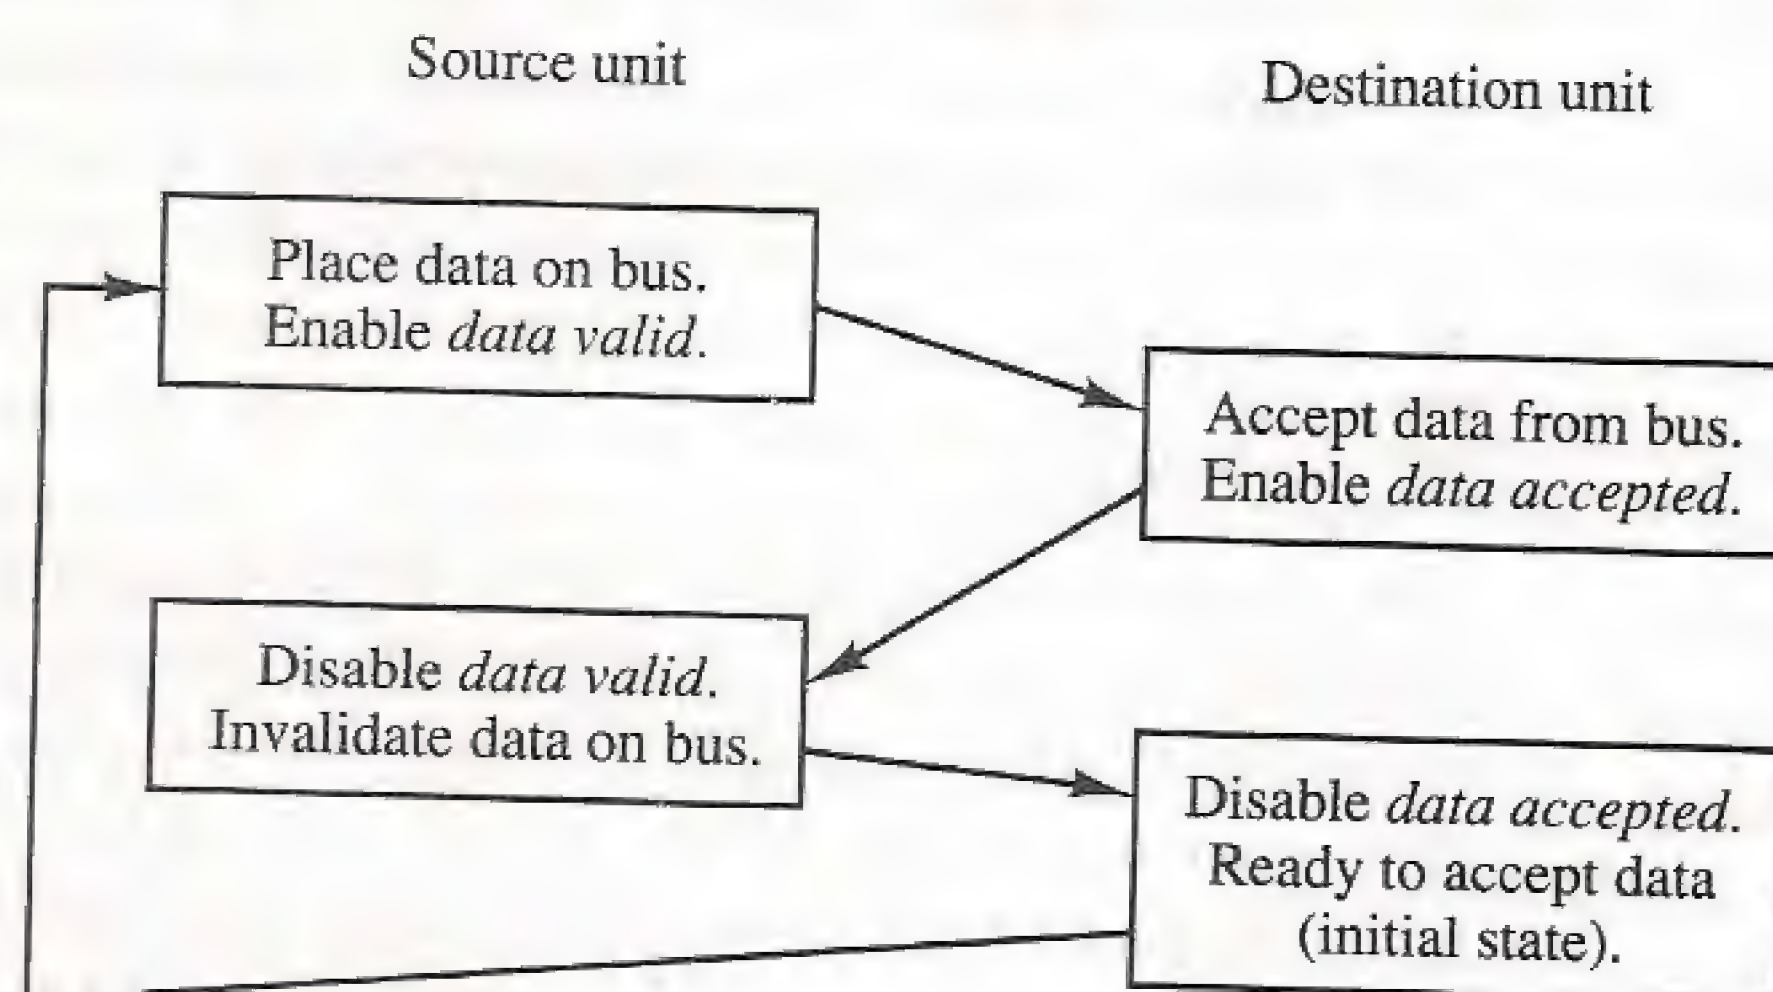 Source unit
Destination unit
Place data on bus.
Enable data valid.
Accept data from bus.
Enable data accepted.
Disable data valid.
Invalidate data on bus.
Disable data accepted.
Ready to accept data
(initial state).